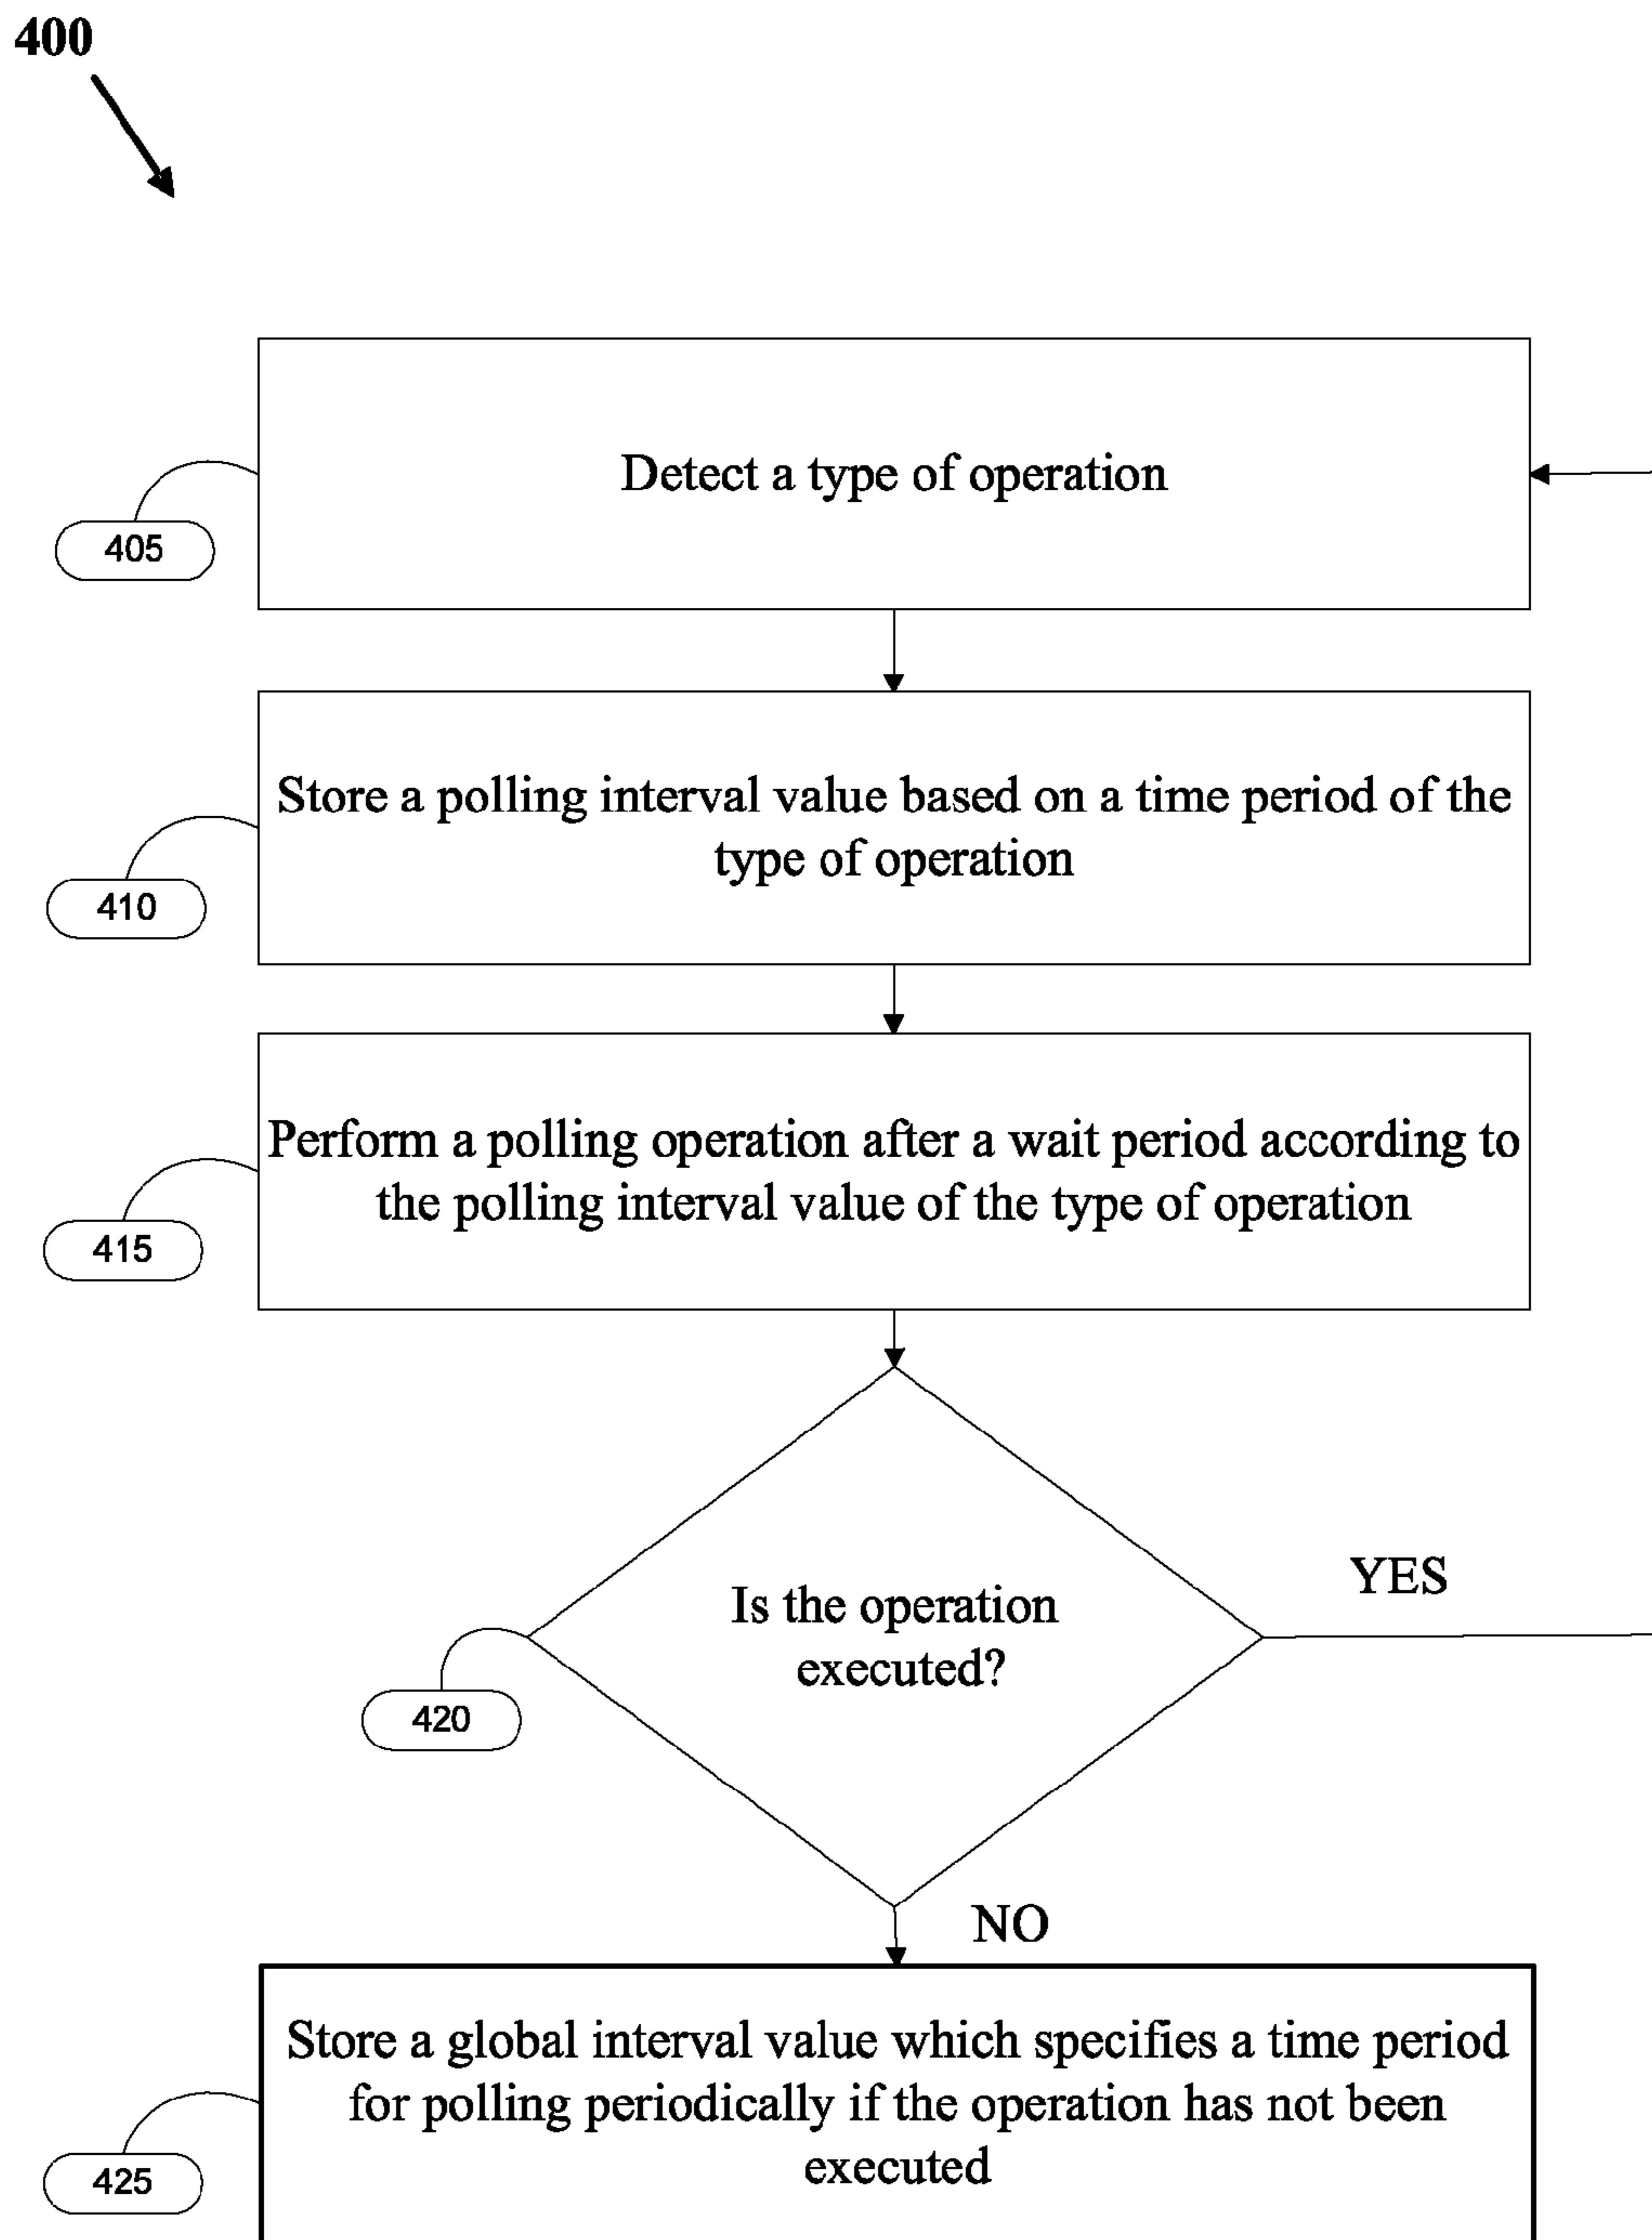 400
Detect a type of operation
405
Store a polling interval value based on a time period of the
type of operation
410
Perform a polling operation after a wait period according to
the polling interval value of the type of operation
415
Is the operation
executed?
YES
420
NO
Store a global interval value which specifies a time period
for polling periodically if the operation has not been
executed
425